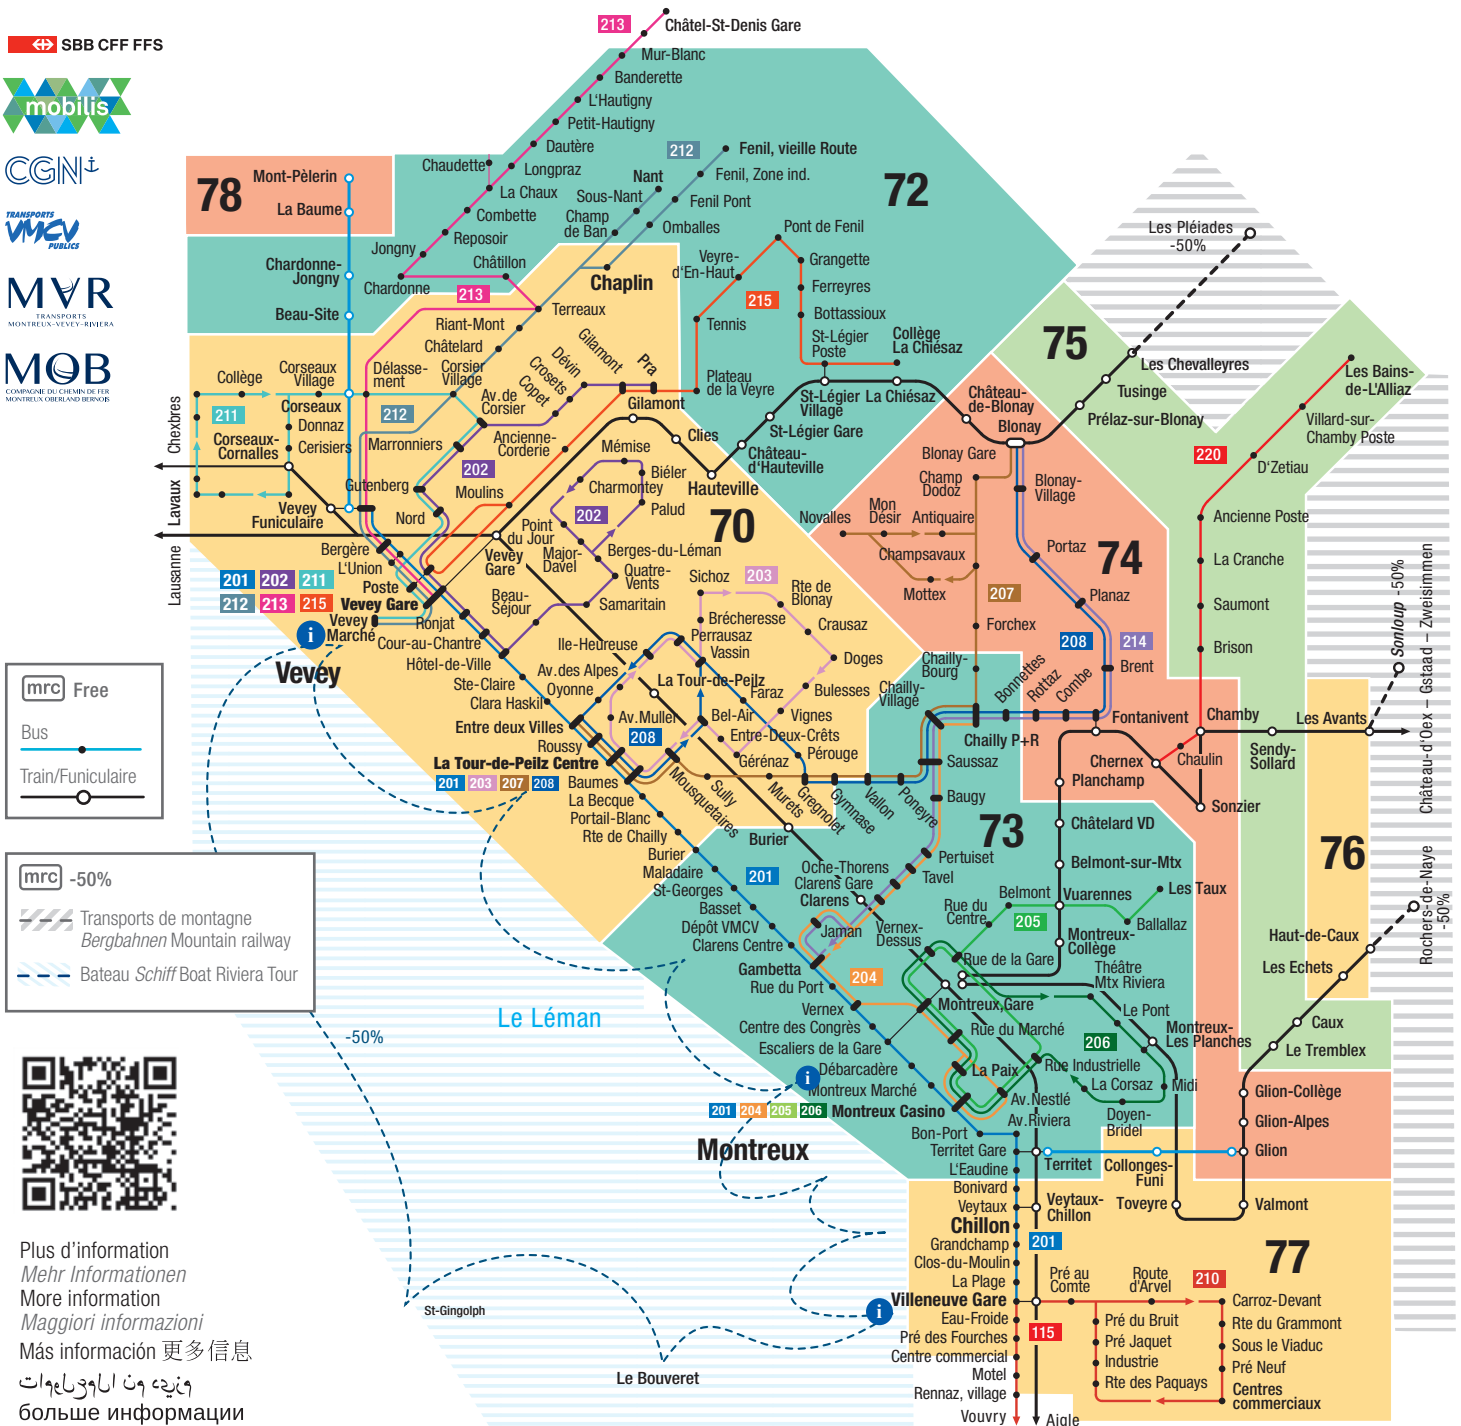 SBB CFF FFS
mobilis
CGN
TRANSPORTS
VMCV
PUBLICS
MVR
TRANSPORTS
MONTREUX-VEVEY-RIVIERA
MOB
COMPAGNIE DU CHEMIN DE FER
MONTREUX OBERLAND BERNOIS
213
Châtel-St-Denis Gare
Mur-Blanc
Banderette
L'Hautigny
Petit-Hautigny
Dautère
Longpraz
Chaudette
La Chaux
Combette
Reposoir
Jongny
Chardonne
Châtillon
213
Terreaux
212
Fenil, vieille Route
Fenil, Zone ind.
Fenil Pont
Omballes
Nant
Sous-Nant
Champ
de Ban
Chaplin
72
78
Mont-Pèlerin
La Baume
Chardonne-
Jongny
Beau-Site
Pont de Fenil
Veyre-
d'En-Haut
Grangette
Ferreyres
215
Bottassioux
Tennis
St-Légier
Poste
Collège
La Chiésaz
Plateau
de la Veyre
St-Légier
Village
La Chiésaz
St-Légier Gare
Château-
d'Hauteville
Hauteville
Clies
Gilamont
Château-
de-Blonay
Blonay
Les Pléiades
-50%
75
Les Chevalleyres
Tusinge
Prélaz-sur-Blonay
Les Bains-
de-L'Alliaz
Villard-sur-
Chamby Poste
220
D'Zetiau
Ancienne Poste
La Cranche
Saumont
Brison
Riant-Mont
Châtelard
Corsier
Village
Délasse-
ment
Corseaux
Village
Collège
211
212
Corseaux
Donnaz
Cerisiers
Corseaux-
Cornalles
Chexbres
Lavaux
Lausanne
Marronniers
Gutenberg
Nord
Vevey
Funiculaire
Bergère
L'Union
Poste
Vevey Gare
Vevey
Marché
Ronjat
Cour-au-Chantre
Hôtel-de-Ville
Ste-Claire
Clara Haskil
Entre deux Villes
Roussy
La Tour-de-Peilz Centre
201 203 207 208
201 202 211
212 213 215
i
Vevey
Av.de
Corsier
Copet
Crosets
Dévin
Gilamont
Pra
Ancienne-
Corderie
202
Moulins
Mémise
Biéler
Charmontey
Palud
202
Point
du Jour
Major-
Davel
Berges-du-Léman
Quatre-
Vents
Samaritain
Beau-
Séjour
Vevey
Gare
70
Sichoz
203
Rte de
Blonay
Brécheresse
Crausaz
Perrausaz
Vassin
Doges
Ile-Heureuse
Av.des Alpes
Oyonne
La Tour-de-Peilz
Faraz
Bulesses
Vignes
Av.Muller
Bel-Air
208
Entre-Deux-Crêts
Pérouge
Gérénaz
Baumes
La Becque
Portail-Blanc
Rte de Chailly
Burier
Maladaire
St-Georges
Basset
Dépôt VMCV
Clarens Centre
Gambetta
Rue du Port
Vernex
Centre des Congrès
Escaliers de la Gare
Débarcadère
Montreux Marché
Mousquetaires
Sully
Murets
Burier
Gregnolet
Gymnase
Vallon
Poneyre
201
Blonay Gare
Champ
Dodoz
Blonay-
Village
Novalles
Mon
Désir
Antiquaire
Champsavaux
Mottex
207
Forchex
Portaz
74
Planaz
208
214
Brent
Chailly-
Bourg
Chailly-
Village
Bonnettes
Rottaz
Combe
Chailly P+R
Fontanivent
Saussaz
Baugy
73
Pertuiset
Tavel
Oche-Thorens
Clarens Gare
Clarens
Jaman
Vernex-
Dessus
204
Chamby
Les Avants
Sendy-
Sollard
Chernex
Chaulin
Sonzier
Planchamp
Châtelard VD
Belmont-sur-Mtx
Vuarennes
Les Taux
Ballallaz
Belmont
Rue du
Centre
205
Montreux-
Collège
Rue de la Gare
Théâtre
Mtx Riviera
Le Pont
Montreux-
Les Planches
Montreux,Gare
Rue du Marché
206
Rue Industrielle
La Paix
La Corsaz
Midi
Doyen-
Bridel
Av.Nestlé
Av.Riviera
i
201 204 205 206 Montreux Casino
Montreux
Bon-Port
Territet Gare
Territet
Collonges-
Funi
Glion
L'Eaudine
Bonivard
Veytaux
Veytaux-
Chillon
Chillon
Toveyre
Valmont
Grandchamp
201
Clos-du-Moulin
La Plage
Villeneuve Gare
i
Eau-Froide
Pré des Fourches
115
Centre commercial
Motel
Rennaz, village
Vouvry
Aigle
77
Pré au
Comte
Route
d'Arvel
210
Carroz-Devant
Pré du Bruit
Rte du Grammont
Pré Jaquet
Sous le Viaduc
Industrie
Pré Neuf
Rte des Paquays
Centres
commerciaux
76
Haut-de-Caux
Les Echets
Caux
Le Tremblex
Glion-Collège
Glion-Alpes
Sonloup -50%
Château-d'Oex – Gstaad – Zweisimmen
Rochers-de-Naye
-50%
mrc Free
Bus
Train/Funiculaire
mrc -50%
Transports de montagne
Bergbahnen Mountain railway
Bateau Schiff Boat Riviera Tour
Le Léman
-50%
St-Gingolph
Le Bouveret
Plus d'information
Mehr Informationen
More information
Maggiori informazioni
Más información 更多信息
больше информации